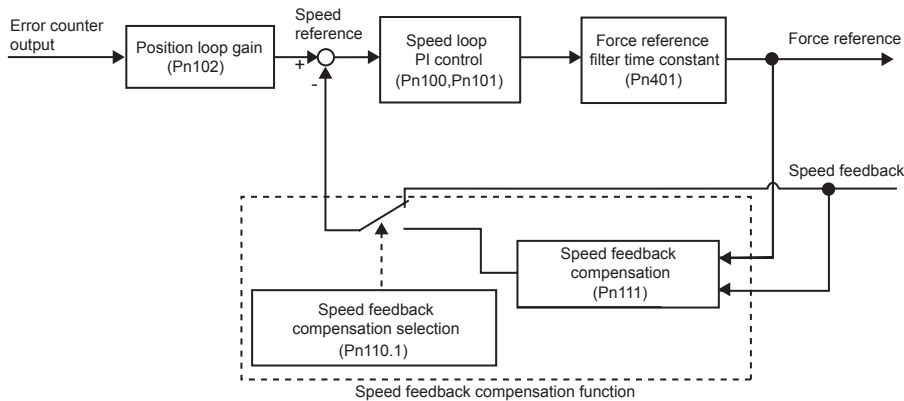 Error counter
output
Position loop gain
(Pn102)
Speed
reference
+
-
Speed loop
PI control
(Pn100,Pn101)
Force reference
filter time constant
(Pn401)
Force reference
Speed feedback
Speed feedback
compensation
(Pn111)
Speed feedback
compensation selection
(Pn110.1)
Speed feedback compensation function